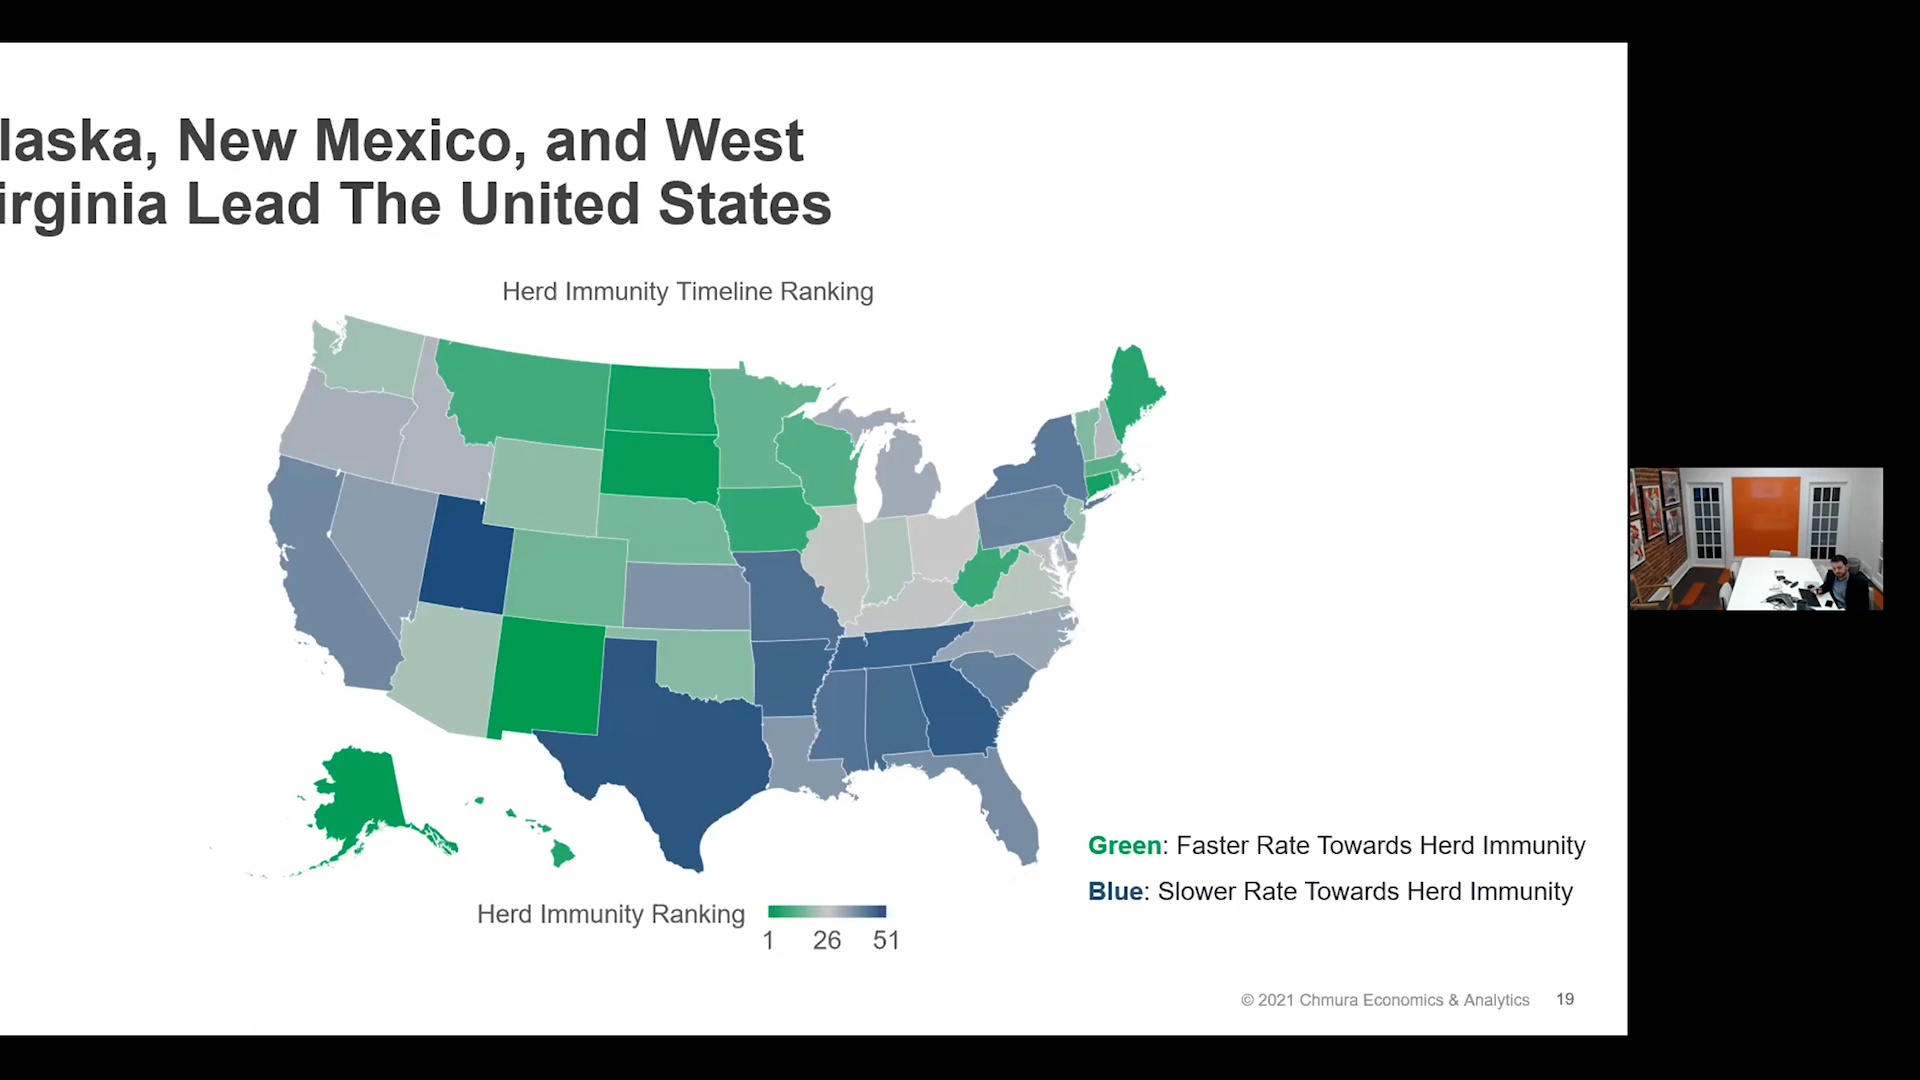 laska, New Mexico, and West
irginia Lead The United States
Herd Immunity Timeline Ranking
Green: Faster Rate Towards Herd Immunity
Blue: Slower Rate Towards Herd Immunity
Herd Immunity Ranking
1 26 51
© 2021 Chmura Economics & Analytics 19